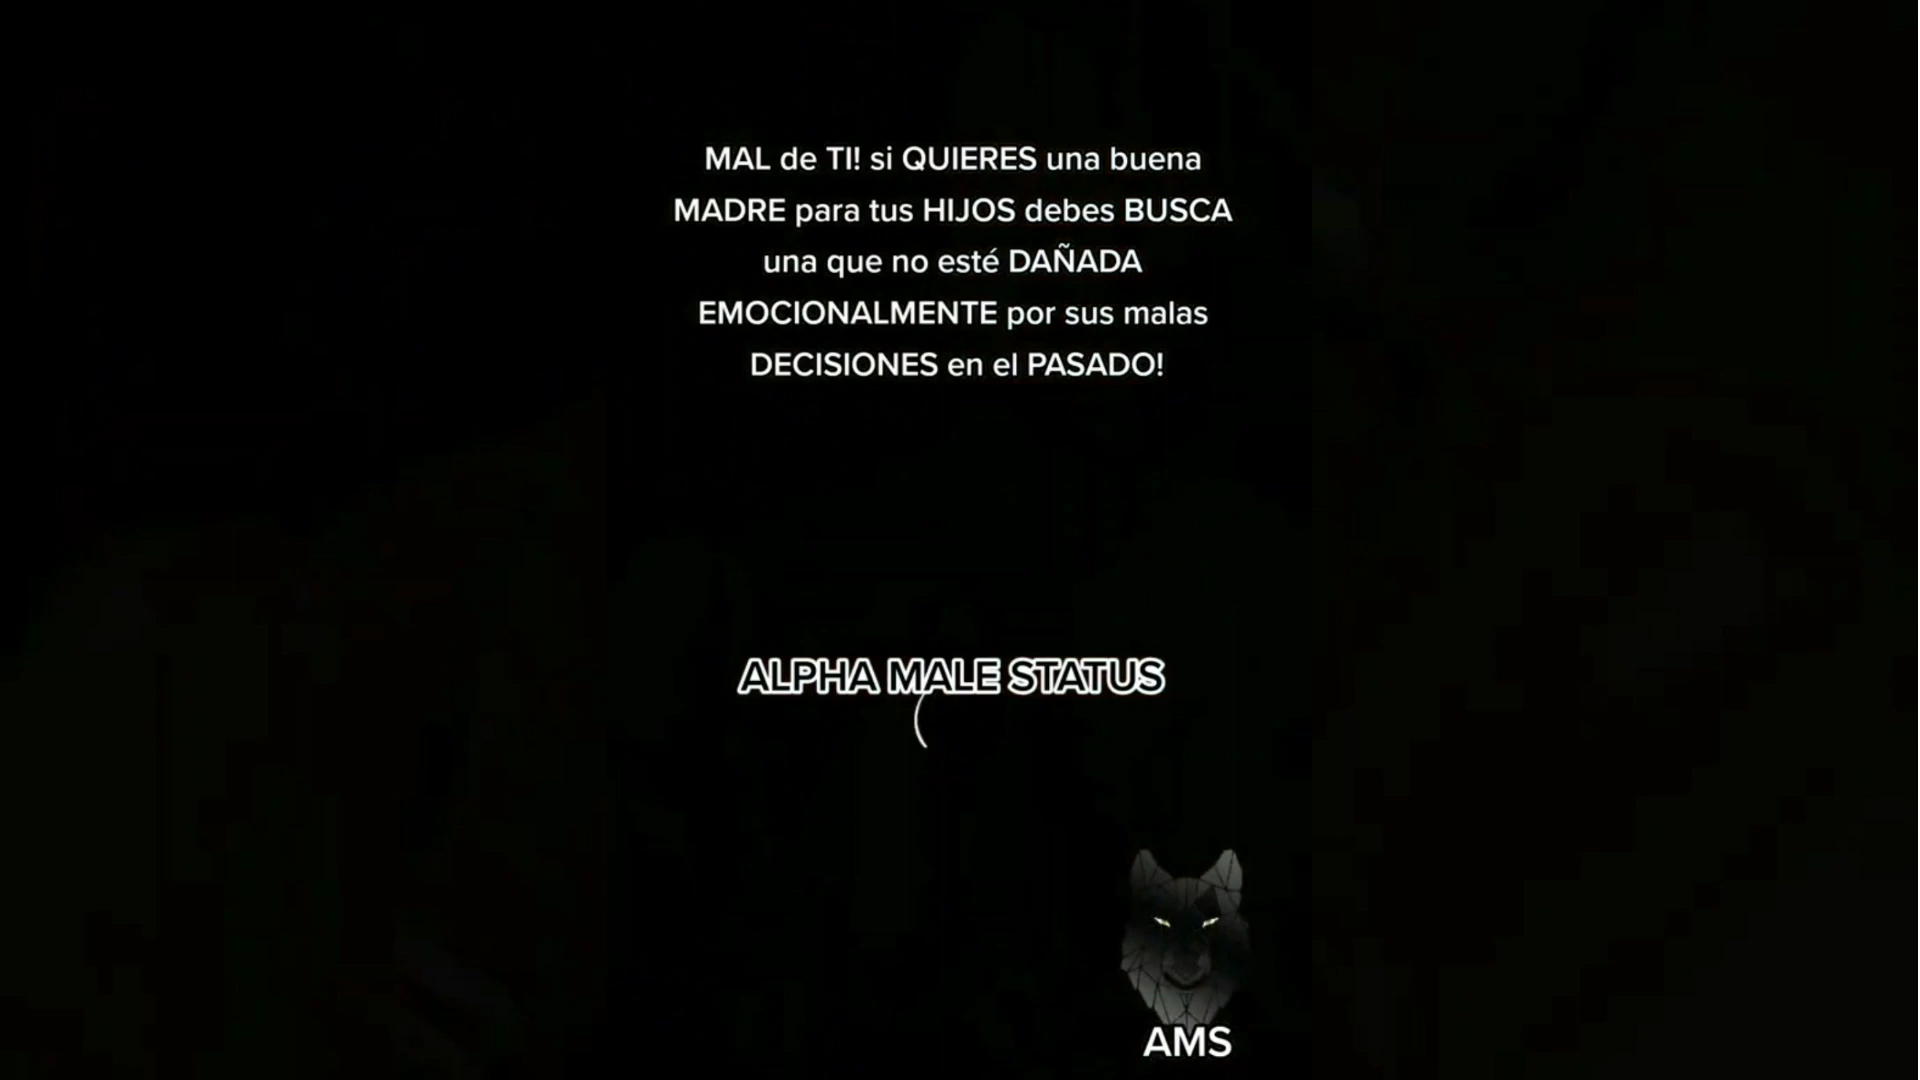 MAL de TI! si QUIERES una buena
MADRE para tus HIJOS debes BUSCA
una que no esté DAÑADA
EMOCIONALMENTE por sus malas
DECISIONES en el PASADO!
ALPHA MALE STATUS
AMS